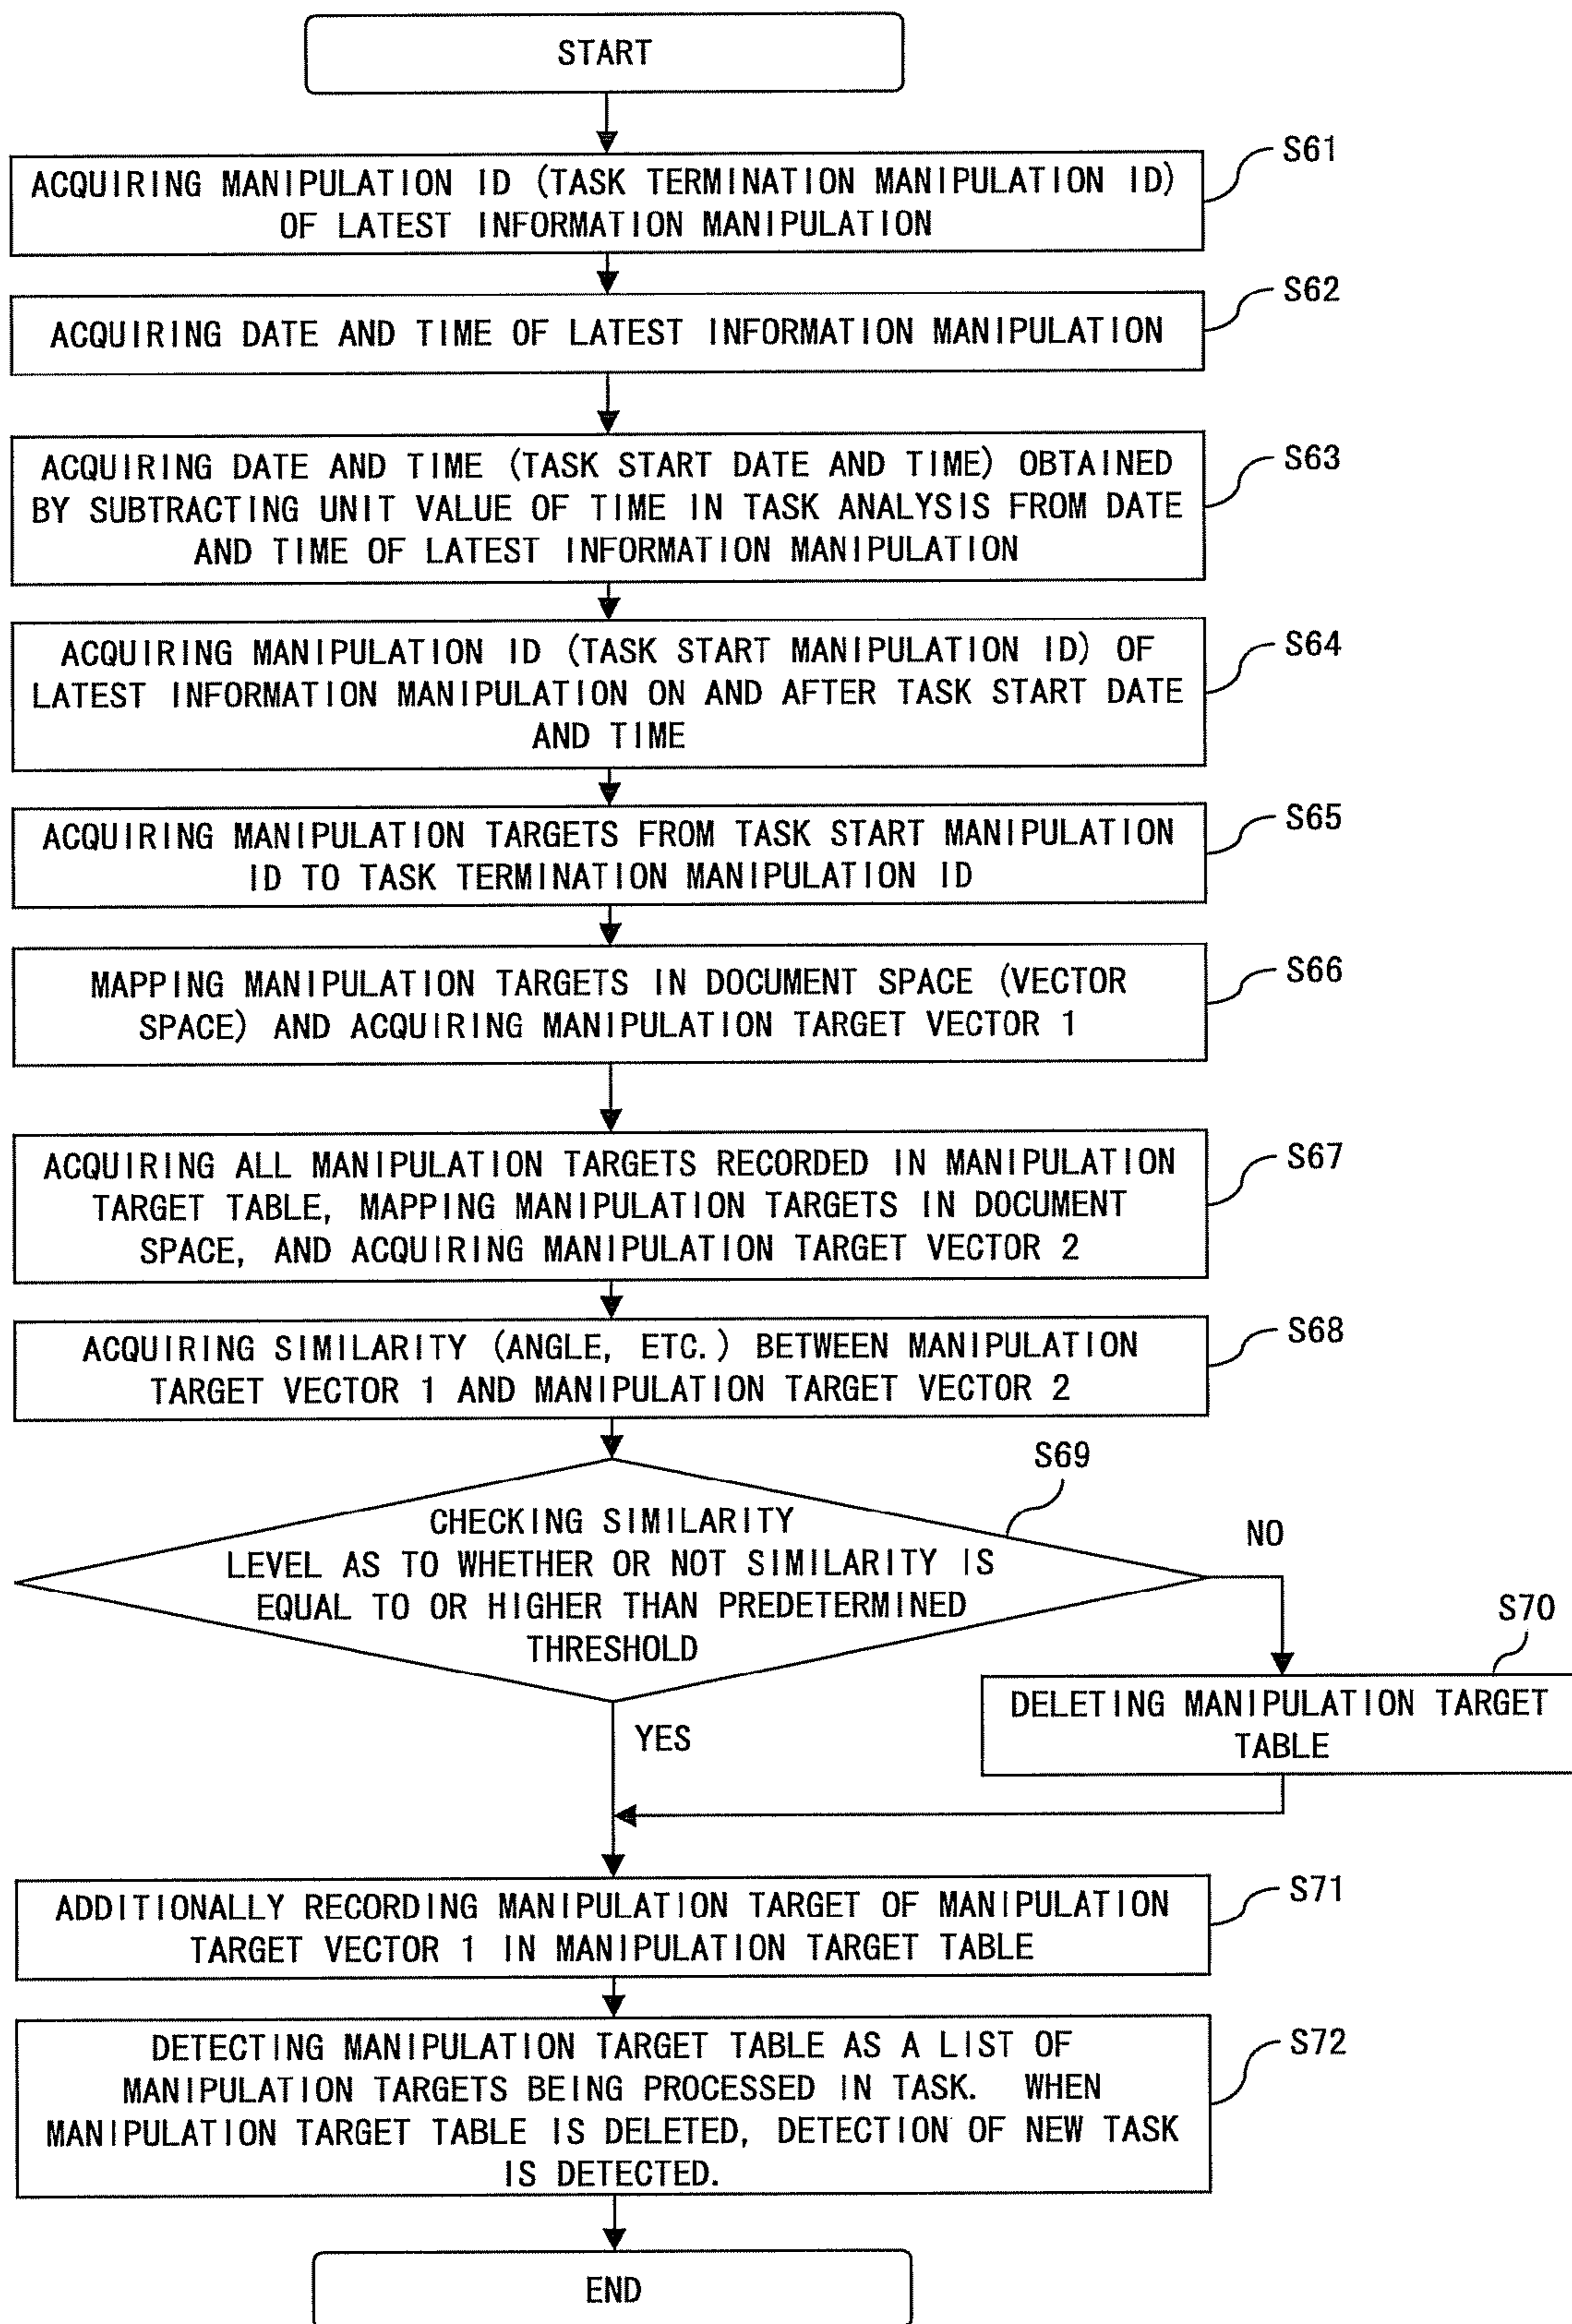 START
S61
ACQUIRING MANIPULATION ID (TASK TERMINATION MANIPULATION ID)
OF LATEST INFORMATION MANIPULATION
S62
ACQUIRING DATE AND TIME OF LATEST INFORMATION MANIPULATION
S63
ACQUIRING DATE AND TIME (TASK START DATE AND TIME) OBTAINED
BY SUBTRACTING UNIT VALUE OF TIME IN TASK ANALYSIS FROM DATE
AND TIME OF LATEST INFORMATION MANIPULATION
S64
ACQUIRING MANIPULATION ID (TASK START MANIPULATION ID) OF
LATEST INFORMATION MANIPULATION ON AND AFTER TASK START DATE
AND TIME
S65
ACQUIRING MANIPULATION TARGETS FROM TASK START MANIPULATION
ID TO TASK TERMINATION MANIPULATION ID
S66
MAPPING MANIPULATION TARGETS IN DOCUMENT SPACE (VECTOR
SPACE) AND ACQUIRING MANIPULATION TARGET VECTOR 1
S67
ACQUIRING ALL MANIPULATION TARGETS RECORDED IN MANIPULATION
TARGET TABLE, MAPPING MANIPULATION TARGETS IN DOCUMENT
SPACE, AND ACQUIRING MANIPULATION TARGET VECTOR 2
S68
ACQUIRING SIMILARITY (ANGLE, ETC.) BETWEEN MANIPULATION
TARGET VECTOR 1 AND MANIPULATION TARGET VECTOR 2
S69
CHECKING SIMILARITY
LEVEL AS TO WHETHER OR NOT SIMILARITY IS
EQUAL TO OR HIGHER THAN PREDETERMINED
THRESHOLD
NO
S70
DELETING MANIPULATION TARGET
TABLE
YES
S71
ADDITIONALLY RECORDING MANIPULATION TARGET OF MANIPULATION
TARGET VECTOR 1 IN MANIPULATION TARGET TABLE
S72
DETECTING MANIPULATION TARGET TABLE AS A LIST OF
MANIPULATION TARGETS BEING PROCESSED IN TASK. WHEN
MANIPULATION TARGET TABLE IS DELETED, DETECTION OF NEW TASK
IS DETECTED.
END